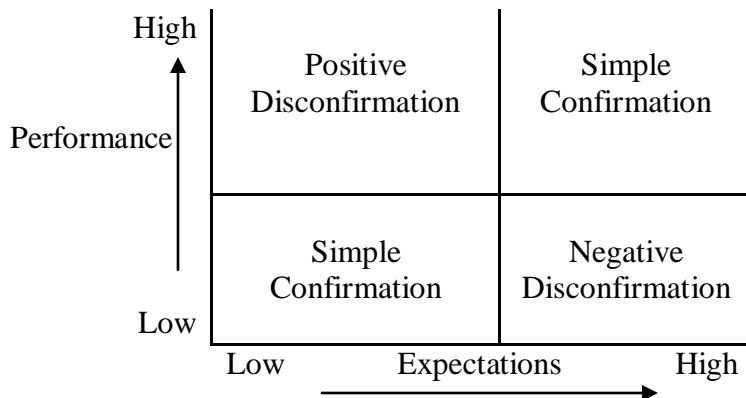 High
Positive
Disconfirmation
Simple
Confirmation
Performance
Simple
Confirmation
Negative
Disconfirmation
Low
Low Expectations High